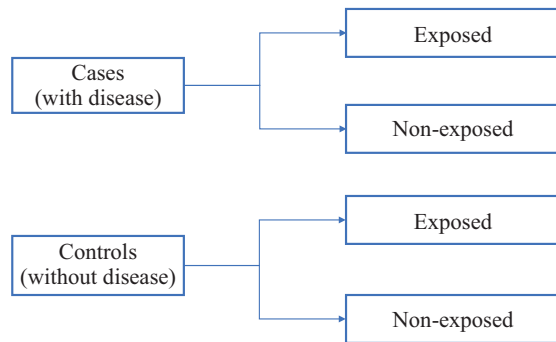 Exposed
Cases
(with disease)
Non-exposed
Exposed
Controls
(without disease)
Non-exposed